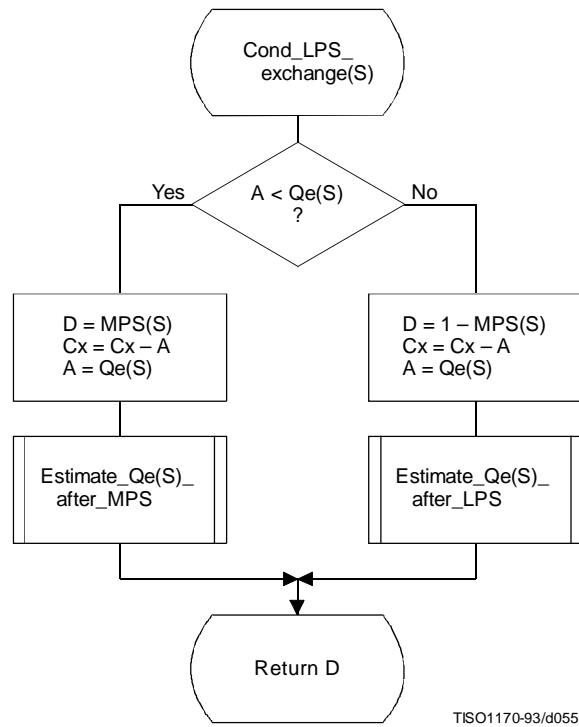 Cond_LPS_
exchange(S)
A < Qe(S)
?
Yes
No
D = MPS(S)
Cx = Cx – A
A = Qe(S)
D = 1 – MPS(S)
Cx = Cx – A
A = Qe(S)
Estimate_Qe(S)_
after_MPS
Estimate_Qe(S)_
after_LPS
Return D
TISO1170-93/d055